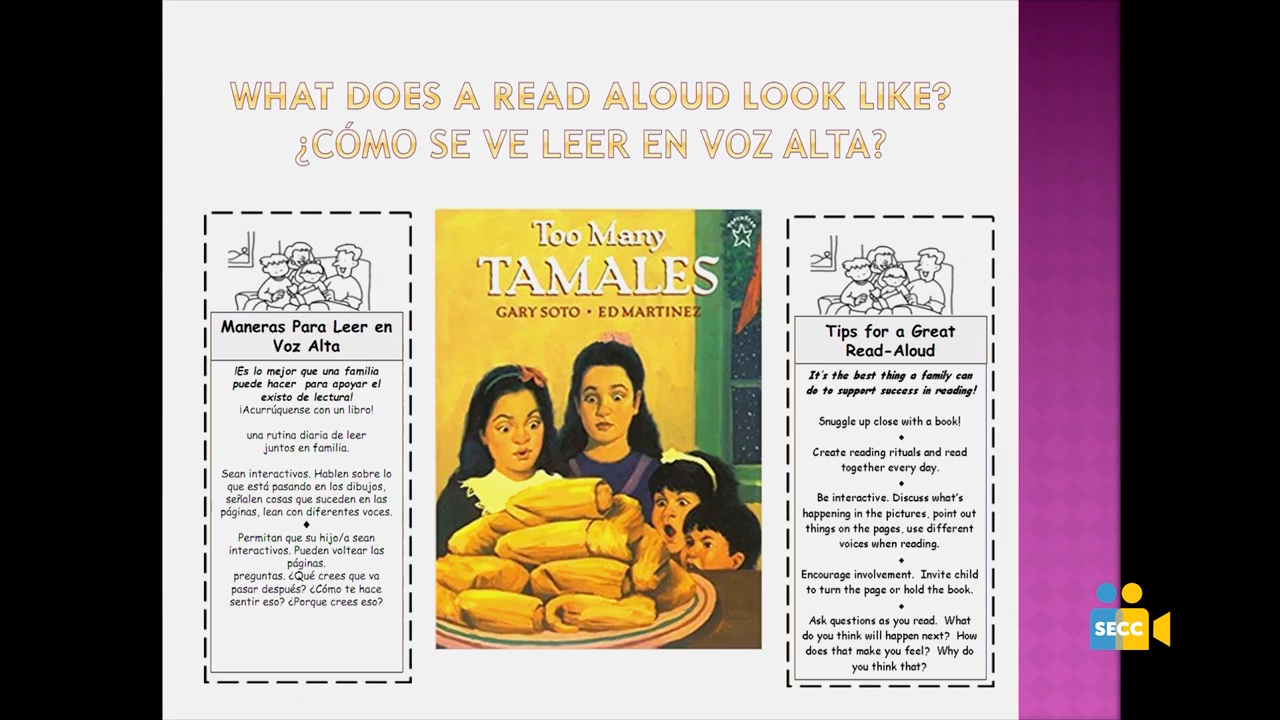 WHAT DOES A READ ALOUD LOOK LIKE?
¿CÓMO SE VE LEER EN VOZ ALTA?
Maneras Para Leer en
Voz Alta
!Es lo mejor que una familia
puede hacer para apoyar el
existo de lectura!
¡Acurrúquense con un libro!
una rutina diaria de leer
juntos en familia.
Sean interactivos. Hablen sobre lo
que está pasando en los dibujos,
señalen cosas que suceden en las
páginas, lean con diferentes voces.
Permitan que su hijo/a sean
interactivos. Pueden voltear las
páginas.
preguntas. ¿Qué crees que va
pasar después? ¿Cómo te hace
sentir eso? ¿Porque crees eso?
Too Many
TAMALES
GARY SOTO • ED MARTINEZ
Tips for a Great
Read-Aloud
It's the best thing a family can
do to support success in reading!
Snuggle up close with a book!
Create reading rituals and read
together every day.
Be interactive. Discuss what's
happening in the pictures, point out
things on the pages, use different
voices when reading.
Encourage involvement. Invite child
to turn the page or hold the book.
Ask questions as you read. What
do you think will happen next? How
does that make you feel? Why do
you think that?
SECC